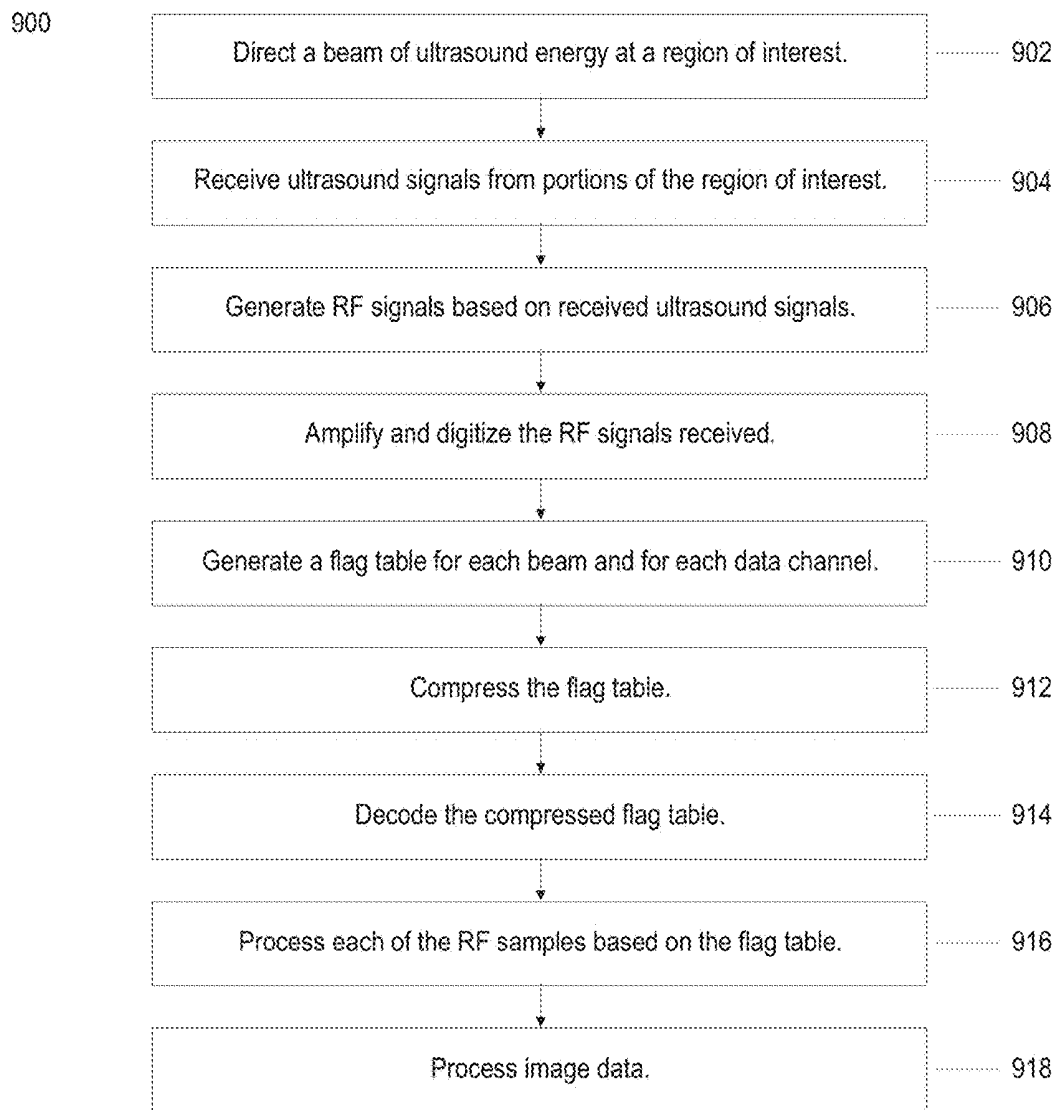 900
Direct a beam of ultrasound energy at a region of interest. 902
Receive ultrasound signals from portions of the region of interest. 904
Generate RF signals based on received ultrasound signals. 906
Amplify and digitize the RF signals received. 908
Generate a flag table for each beam and for each data channel. 910
Compress the flag table. 912
Decode the compressed flag table. 914
Process each of the RF samples based on the flag table. 916
Process image data. 918